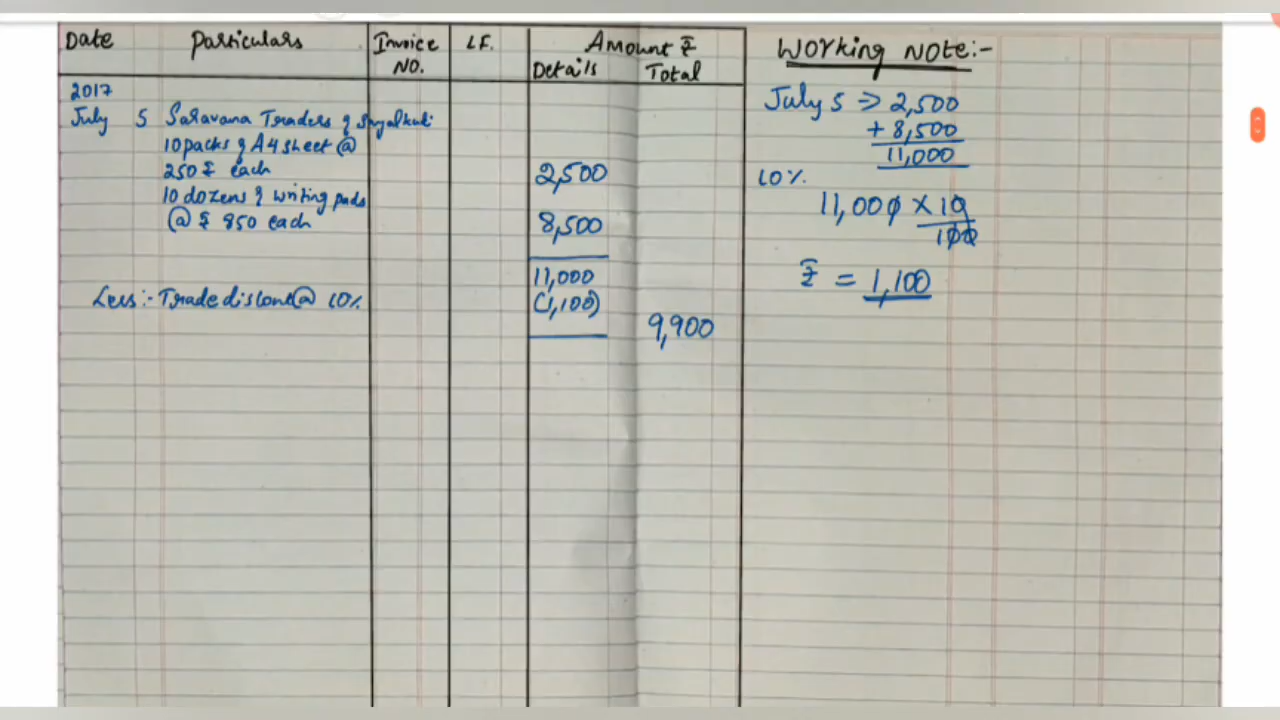 Date Particulars Invoice NO. L.F. Amount ₹
Details Total
2017
July 5 Saravana Traders
10 packs of A4 sheet @
250 ₹ each 2,500
10 dozens of writing pads
@ ₹ 850 each 8,500
11,000
Less:- Trade discont @ 10% (1,100)
9,900
Working Note:-
July 5 => 2,500
+ 8,500
11,000
10%
11,000 × 10
100
₹ = 1,100